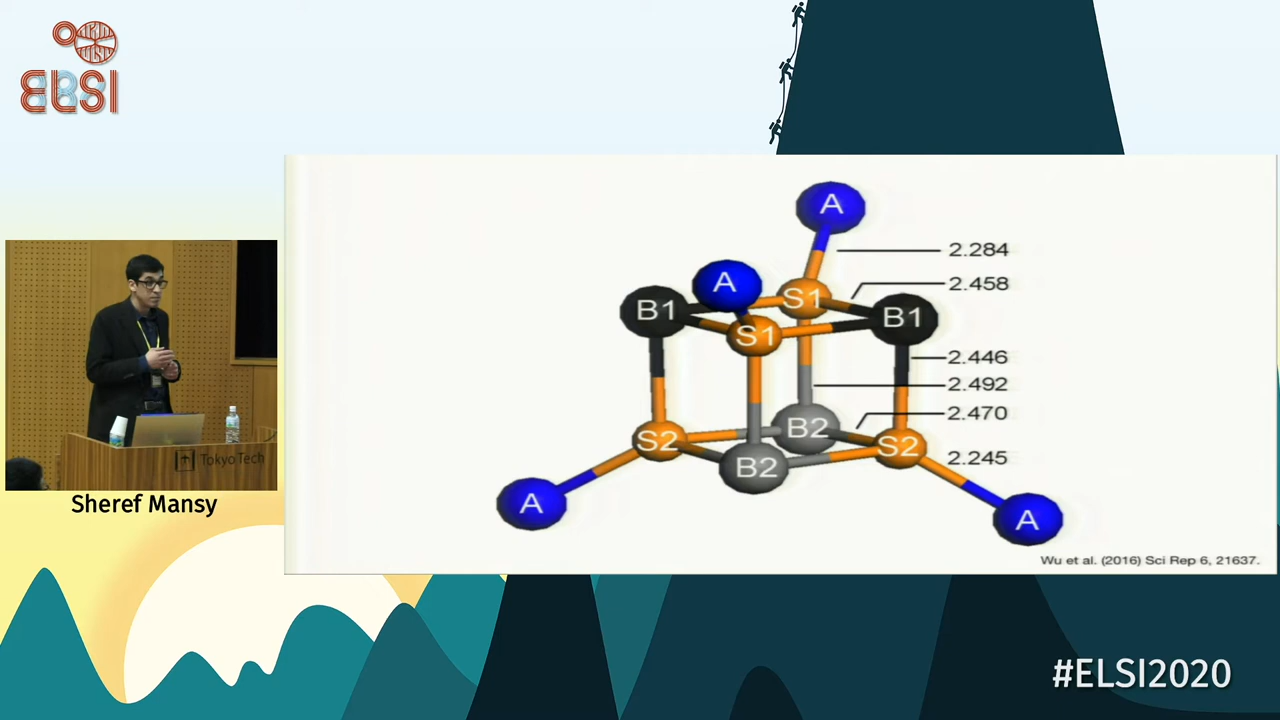 ELSI
A
A
2.284
2.458
B1
S1
B1
S1
2.446
2.492
2.470
S2
B2
S2
B2
2.245
A
A
Wu et al. (2016) Sci Rep 6, 21637.
Tokyo Tech
Sheref Mansy
#ELSI2020